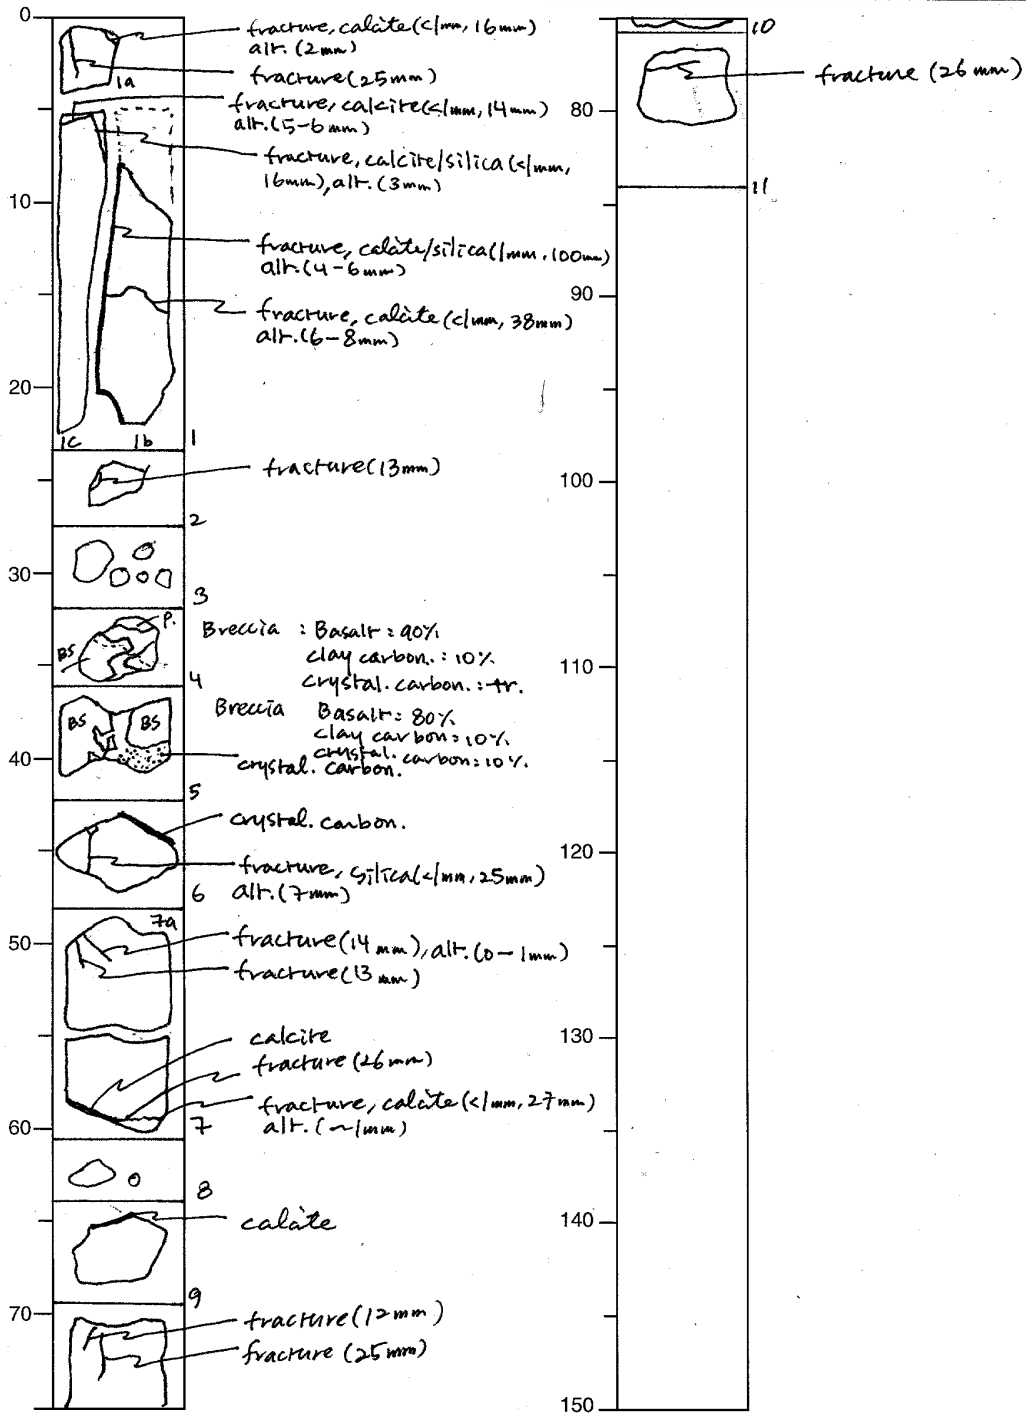 0
fracture, calcite (<1mm, 16mm)
alt. (2mm)
fracture (25mm)
1a
fracture, calcite (<1mm, 14mm)
alt. (5-6mm)
fracture, calcite/silica (<1mm,
16mm), alt. (3mm)
10
fracture, calcite/silica (1mm, 100mm)
alt. (4-6mm)
fracture, calcite (<1mm, 38mm)
alt. (6-8mm)
20
1c
1b
1
fracture (13mm)
2
30
3
P.
BS
Breccia : Basalt : 90%
clay carbon. : 10%
crystal. carbon. : tr.
4
BS
BS
Breccia Basalt : 80%
clay carbon : 10%
crystal. carbon : 10%
40
crystal. carbon.
5
crystal. carbon.
fracture, silica (<1mm, 25mm)
alt. (7mm)
6
7a
50
fracture (14mm), alt. (0-1mm)
fracture (13mm)
calcite
fracture (26mm)
fracture, calcite (<1mm, 27mm)
alt. (~1mm)
60
7
8
calcite
9
70
fracture (12mm)
fracture (25mm)
10
fracture (26mm)
80
11
90
100
110
120
130
140
150